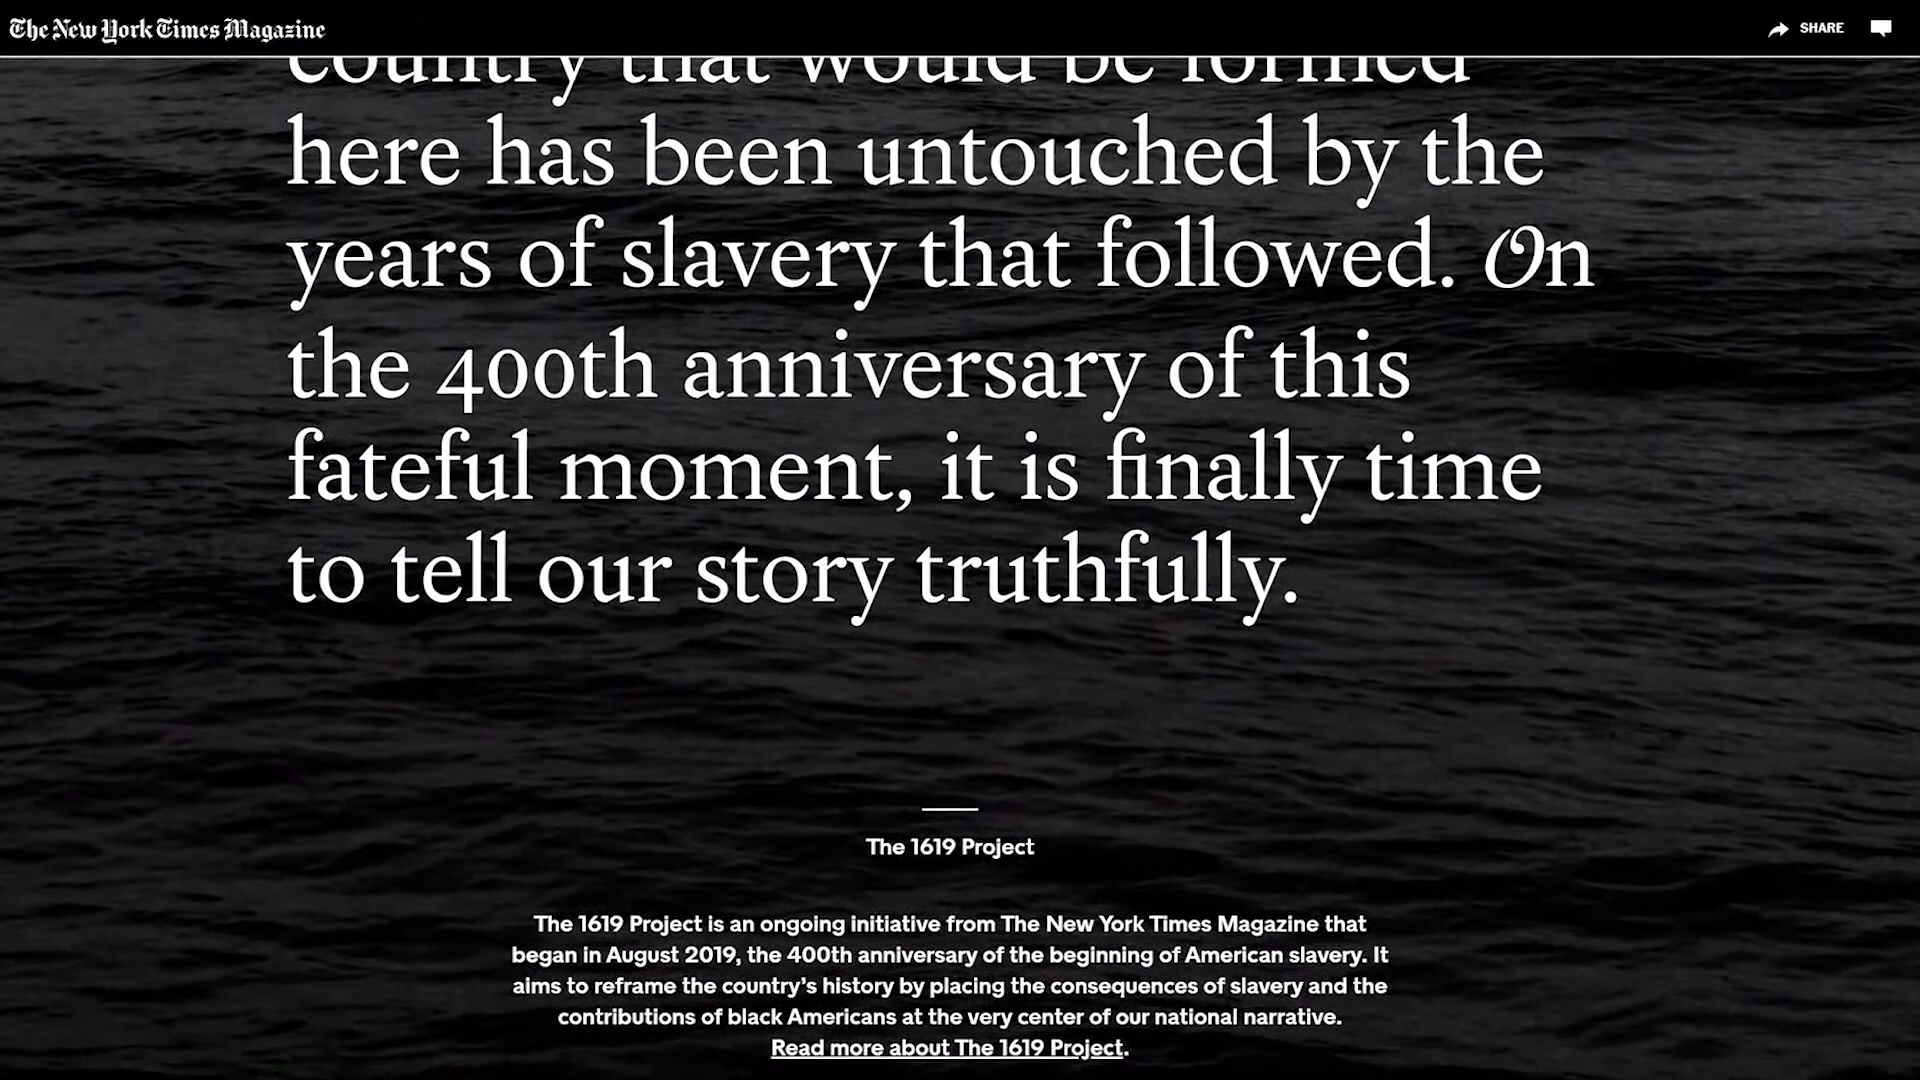 The New York Times Magazine
SHARE
country that would be formed
here has been untouched by the
years of slavery that followed. On
the 400th anniversary of this
fateful moment, it is finally time
to tell our story truthfully.
The 1619 Project
The 1619 Project is an ongoing initiative from The New York Times Magazine that
began in August 2019, the 400th anniversary of the beginning of American slavery. It
aims to reframe the country’s history by placing the consequences of slavery and the
contributions of black Americans at the very center of our national narrative.
Read more about The 1619 Project.